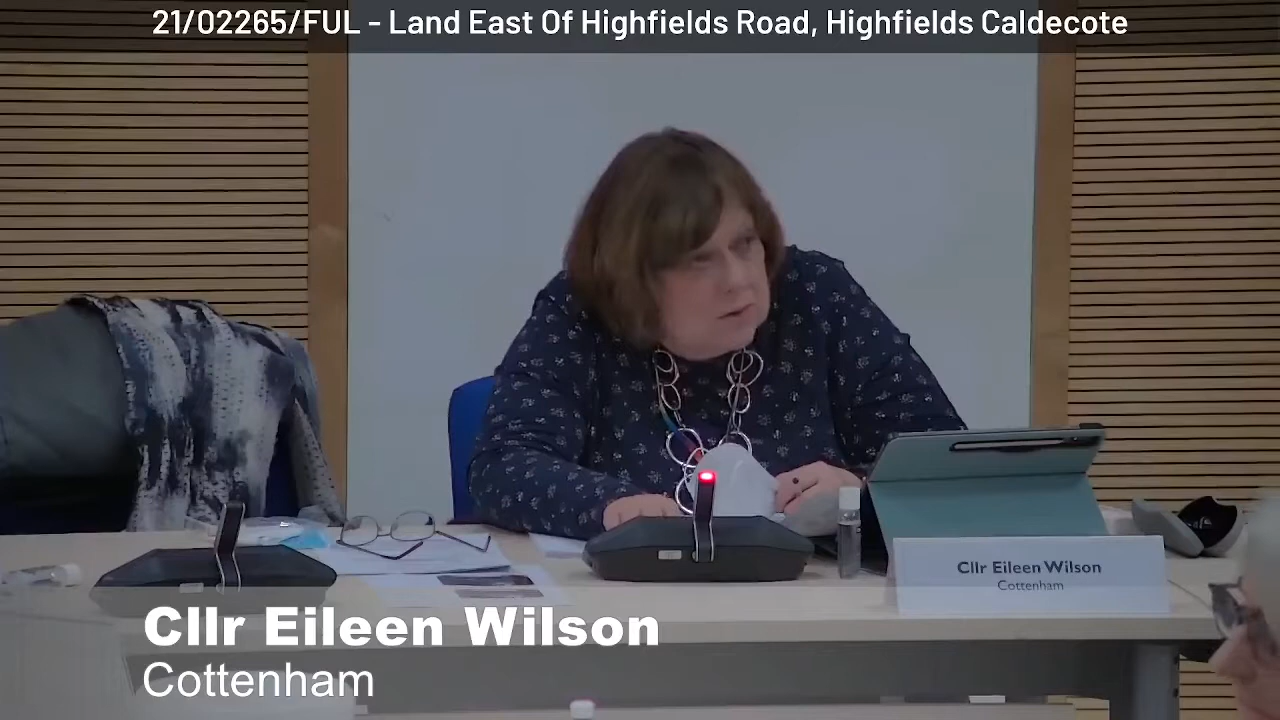 21/02265/FUL - Land East Of Highfields Road, Highfields Caldecote
Cllr Eileen Wilson
Cottenham
Cllr Eileen Wilson
Cottenham